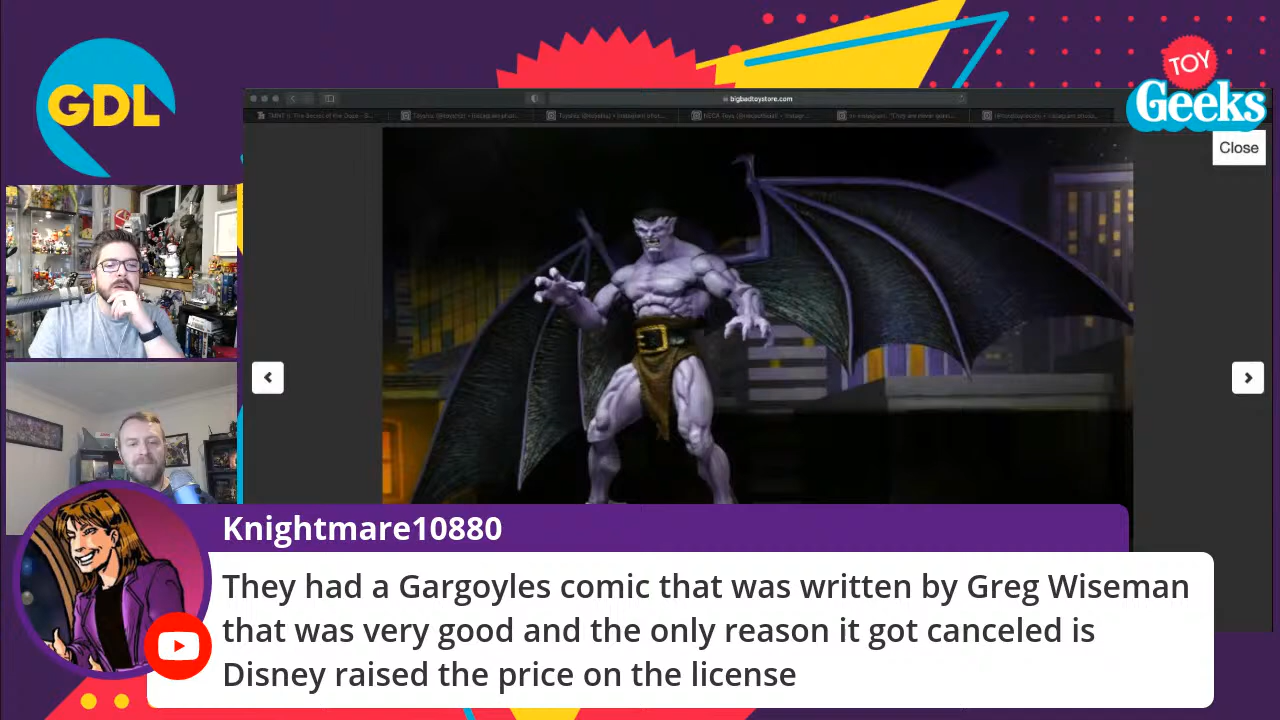 GDL
TOY
Geeks
bigbadtoystore.com
Close
Knightmare10880
They had a Gargoyles comic that was written by Greg Wiseman
that was very good and the only reason it got canceled is
Disney raised the price on the license